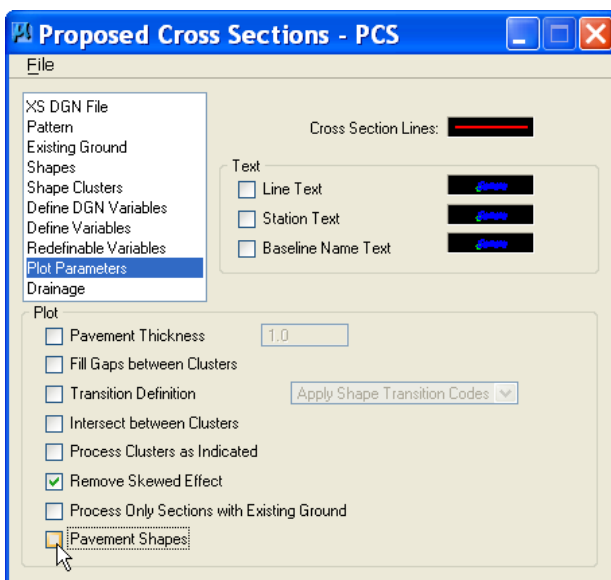 Proposed Cross Sections - PCS
File
XS DGN File
Pattern
Existing Ground
Shapes
Shape Clusters
Define DGN Variables
Define Variables
Redefinable Variables
Plot Parameters
Drainage
Cross Section Lines:
Text
Line Text
Station Text
Baseline Name Text
Plot
Pavement Thickness 1.0
Fill Gaps between Clusters
Transition Definition Apply Shape Transition Codes
Intersect between Clusters
Process Clusters as Indicated
Remove Skewed Effect
Process Only Sections with Existing Ground
Pavement Shapes